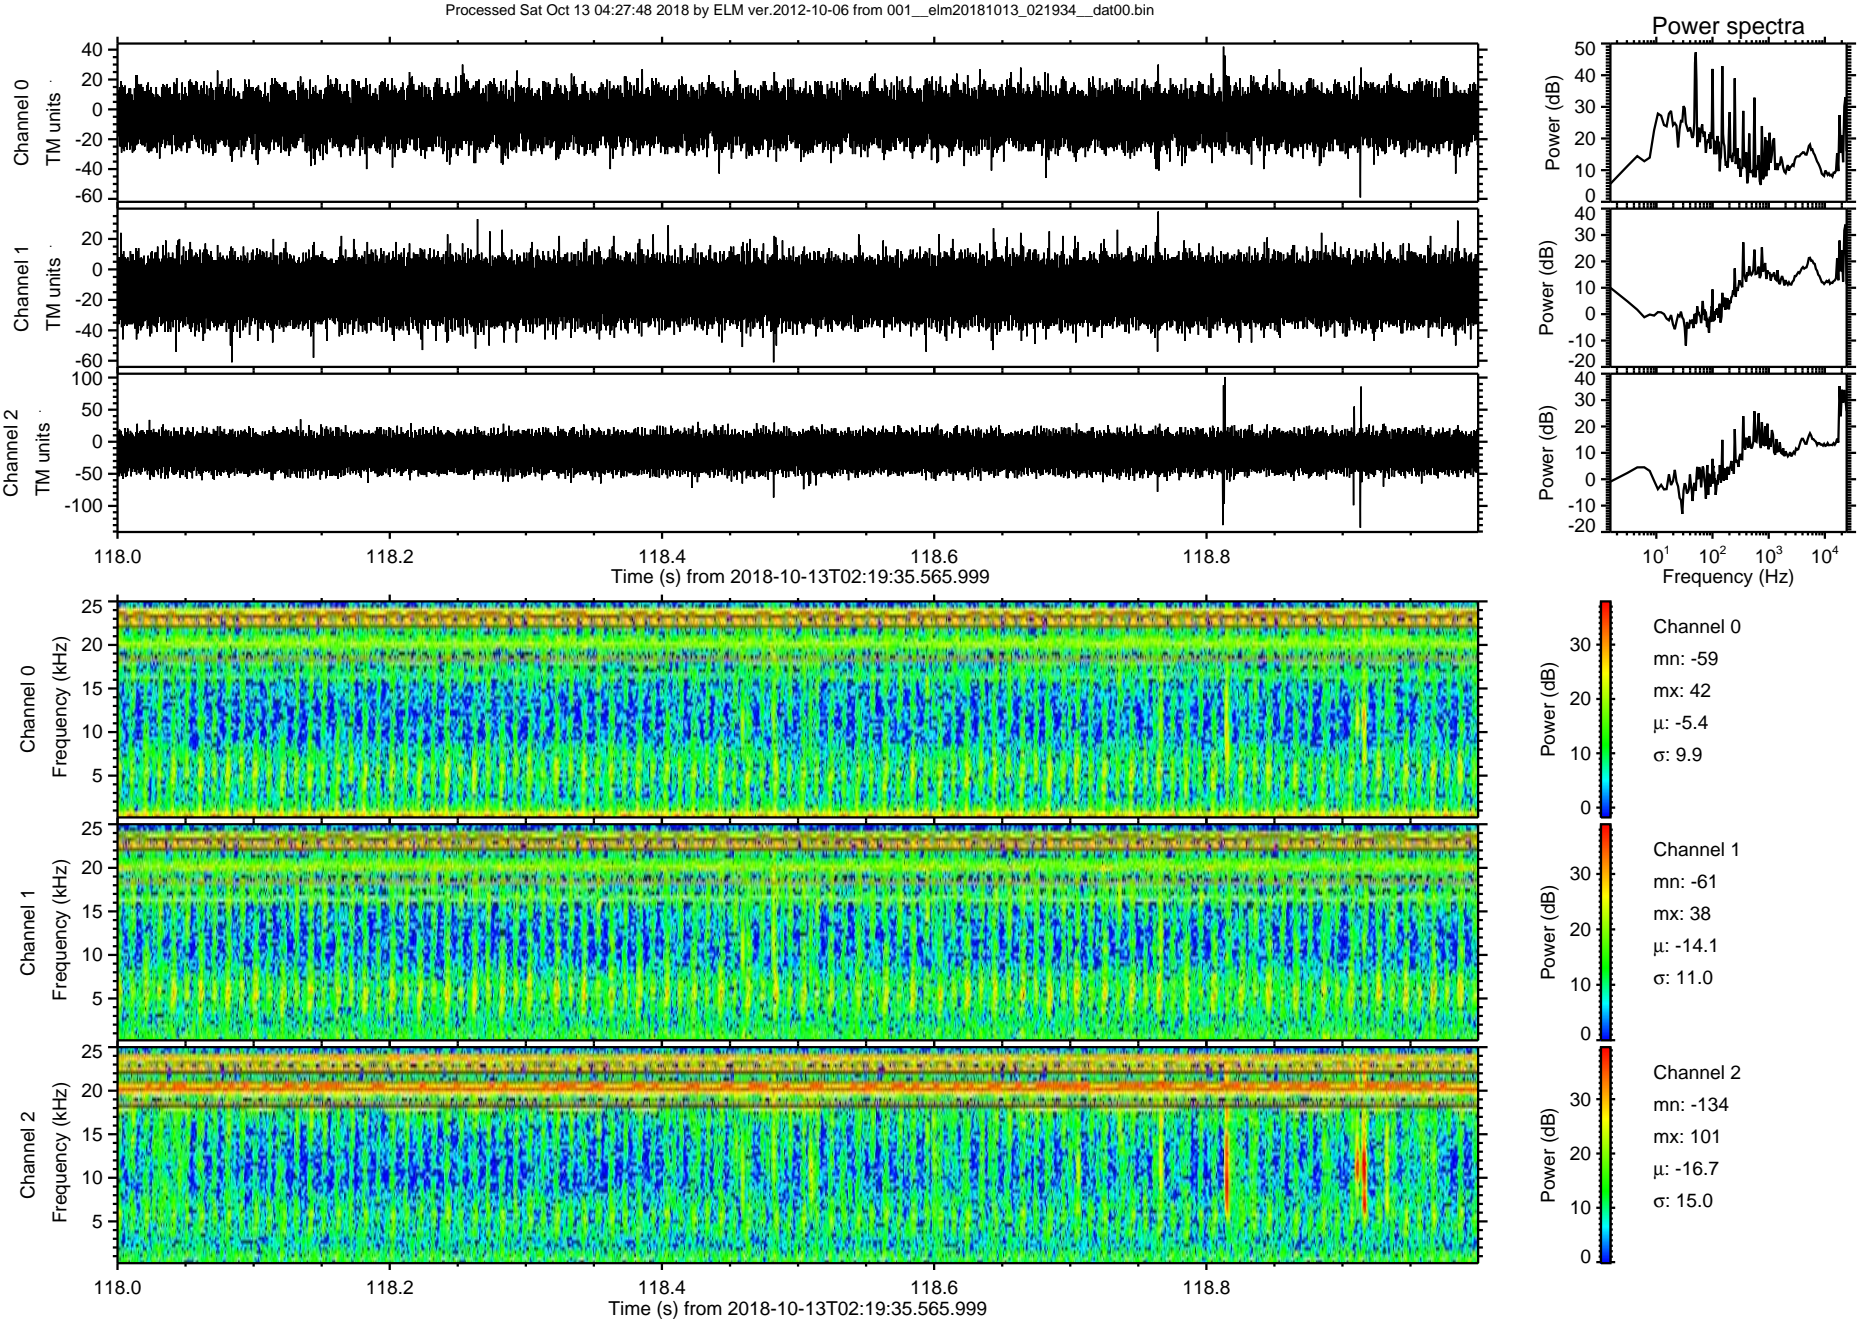 Processed Sat Oct 13 04:27:48 2018 by ELM ver.2012-10-06 from 001__elm20181013_021934__dat00.bin
Power spectra
Channel 0
TM units
40
20
0
-20
-40
-60
Power (dB)
50
40
30
20
10
0
Channel 1
TM units
20
0
-20
-40
-60
Power (dB)
40
30
20
10
0
-10
-20
Channel 2
TM units
100
50
0
-50
-100
Power (dB)
40
30
20
10
0
-10
-20
118.0 118.2 118.4 118.6 118.8
Time (s) from 2018-10-13T02:19:35.565.999
10^1 10^2 10^3 10^4
Frequency (Hz)
Channel 0
Frequency (kHz)
25
20
15
10
5
Power (dB)
30
20
10
0
Channel 0
mn: -59
mx: 42
μ: -5.4
σ: 9.9
Channel 1
Frequency (kHz)
25
20
15
10
5
Power (dB)
30
20
10
0
Channel 1
mn: -61
mx: 38
μ: -14.1
σ: 11.0
Channel 2
Frequency (kHz)
25
20
15
10
5
Power (dB)
30
20
10
0
Channel 2
mn: -134
mx: 101
μ: -16.7
σ: 15.0
118.0 118.2 118.4 118.6 118.8
Time (s) from 2018-10-13T02:19:35.565.999